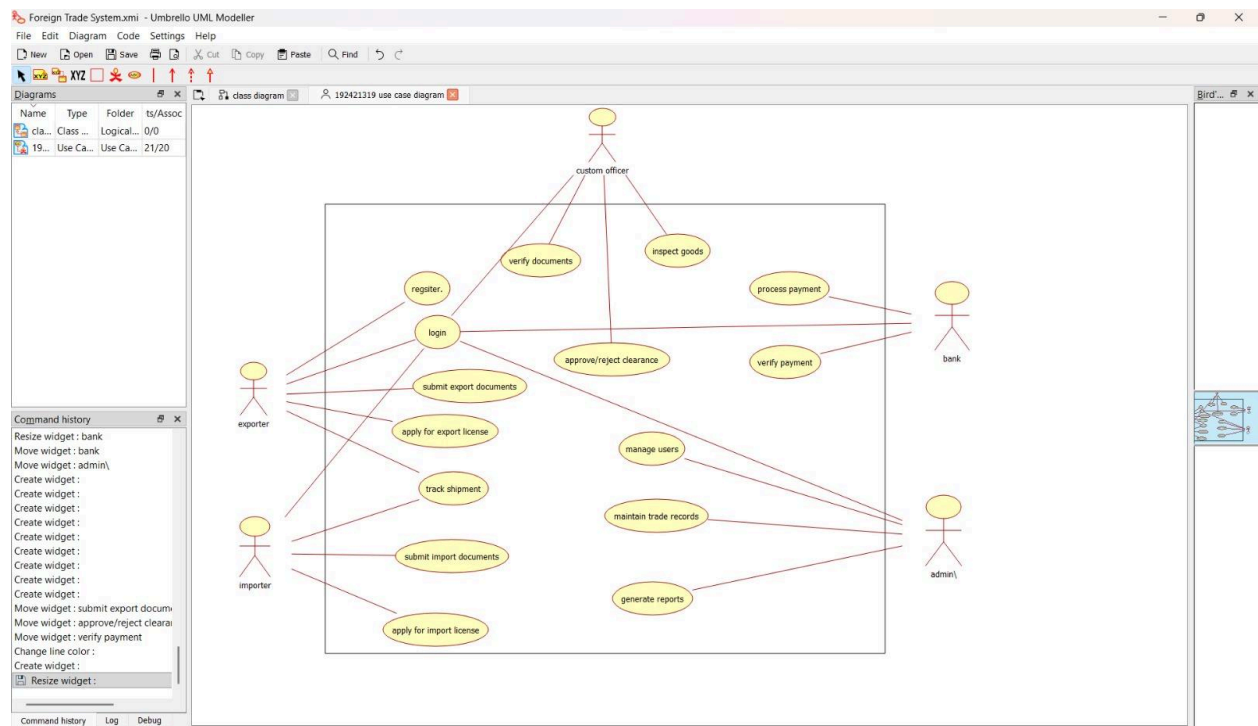 Foreign Trade System.xmi - Umbrello UML Modeller
File Edit Diagram Code Settings Help
New Open Save Cut Copy Paste Find
XYZ XYZ
Diagrams
Name Type Folder ts/Assoc
cla... Class ... Logical... 0/0
19... Use Ca... Use Ca... 21/20
class diagram 192421319 use case diagram
Bird'...
custom officer
verify documents
inspect goods
regsiter.
process payment
login
approve/reject clearance
verify payment
bank
submit export documents
exporter
apply for export license
manage users
track shipment
maintain trade records
submit import documents
importer
admin\
generate reports
apply for import license
Command history
Resize widget : bank
Move widget : bank
Move widget : admin\
Create widget :
Create widget :
Create widget :
Create widget :
Create widget :
Create widget :
Create widget :
Create widget :
Create widget :
Move widget : submit export docum
Move widget : approve/reject cleara
Move widget : verify payment
Change line color :
Create widget :
Resize widget :
Command history Log Debug